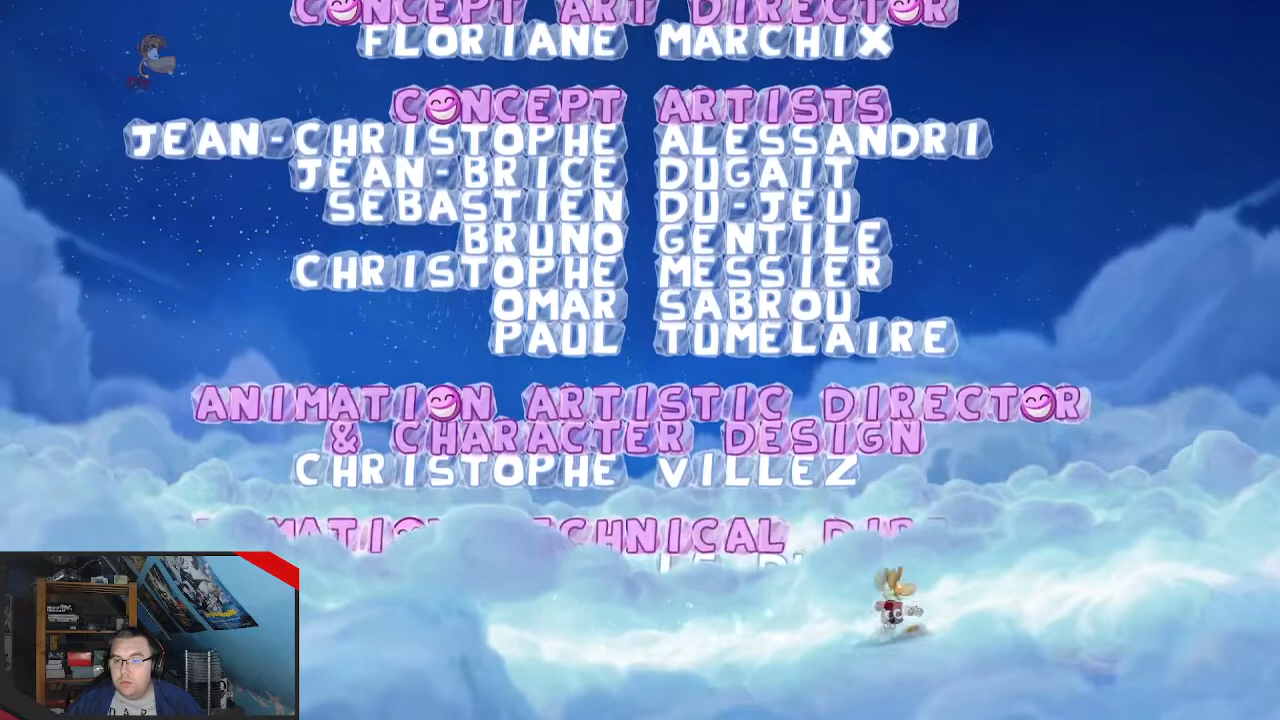 CONCEPT ART DIRECTOR
FLORIANE MARCHIX
CONCEPT ARTISTS
JEAN-CHRISTOPHE ALESSANDRI
JEAN-BRICE DUGAIT
SEBASTIEN DU-JEU
BRUNO GENTILE
CHRISTOPHE MESSIER
OMAR SABROU
PAUL TUMELAIRE
ANIMATION ARTISTIC DIRECTOR
& CHARACTER DESIGN
CHRISTOPHE VILLEZ